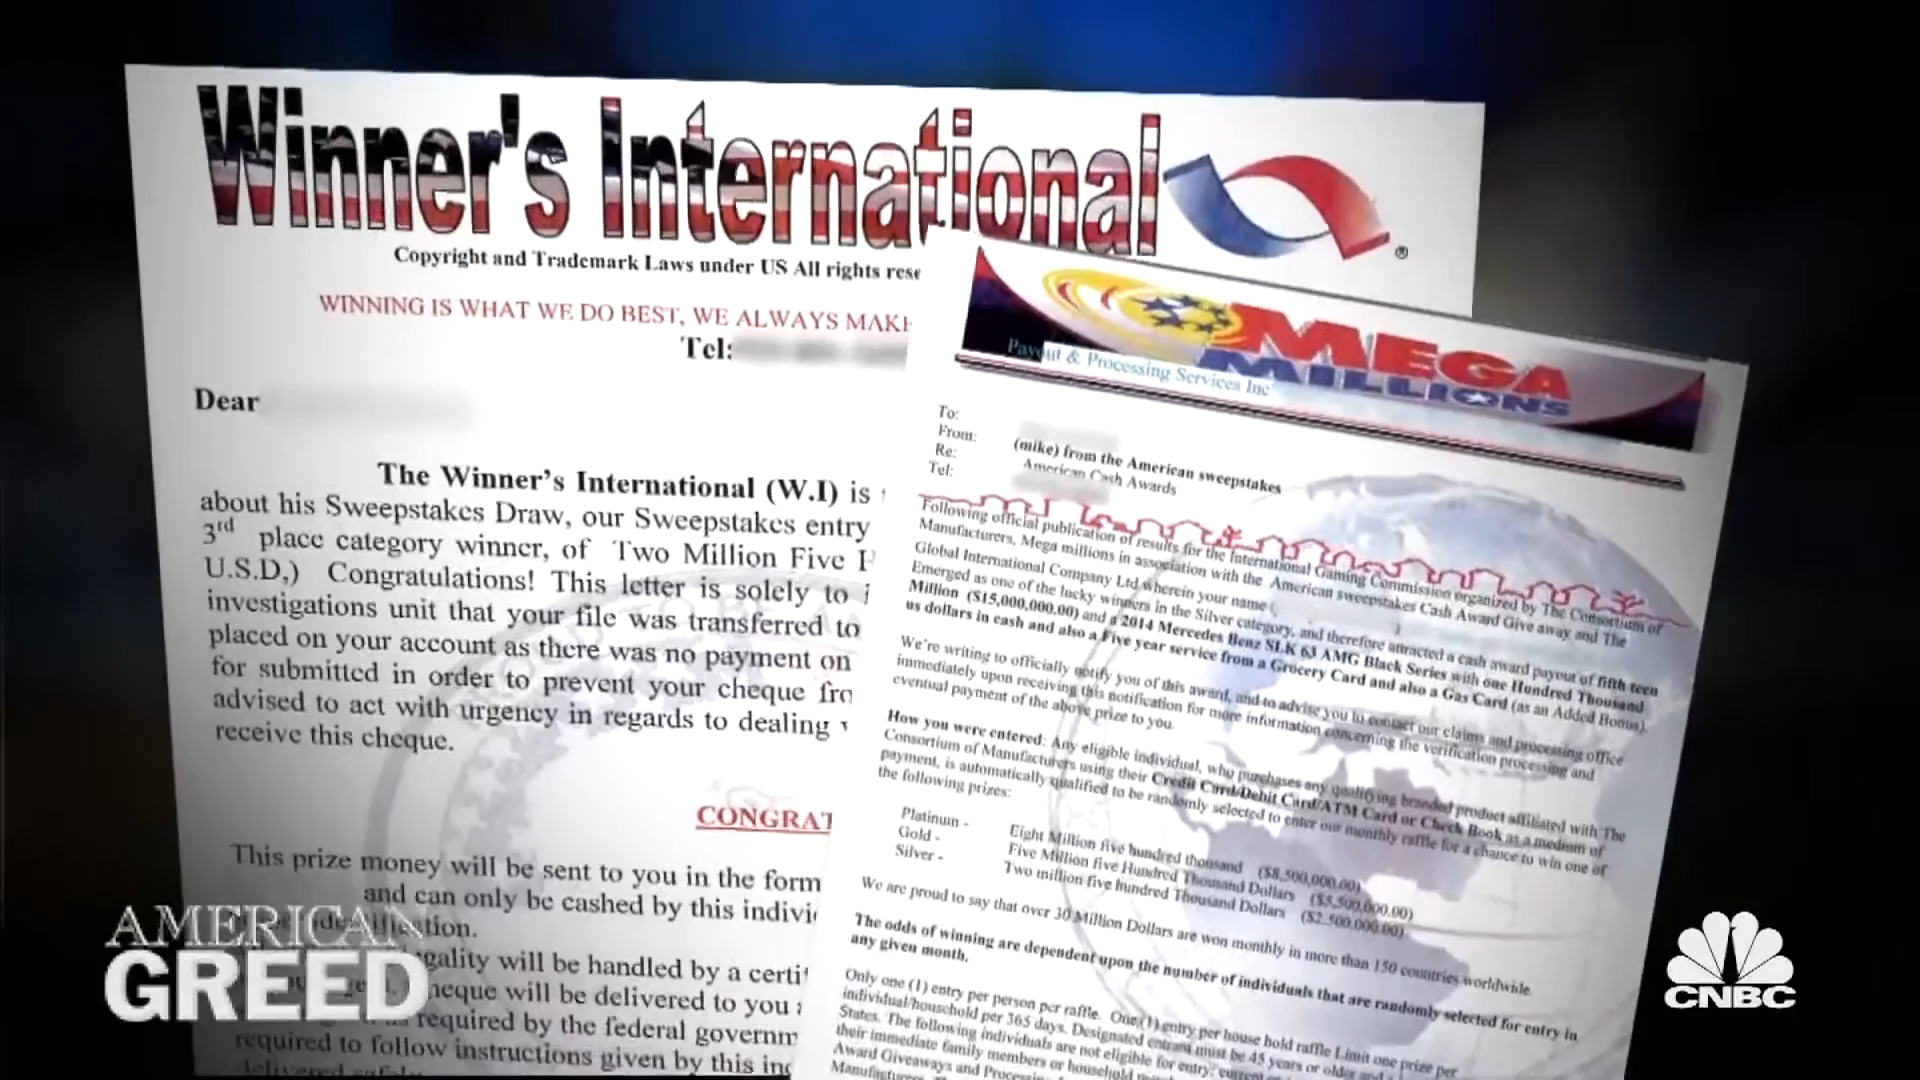 Winner's International
®
Copyright and Trademark Laws under US All rights rese
WINNING IS WHAT WE DO BEST, WE ALWAYS MAKE
Tel:
Dear
The Winner's International (W.I) is
about his Sweepstakes Draw, our Sweepstakes entry
3rd place category winner, of Two Million Five
U.S.D,) Congratulations! This letter is solely to
investigations unit that your file was transferred to
placed on your account as there was no payment on
for submitted in order to prevent your cheque fro
advised to act with urgency in regards to dealing
receive this cheque.
CONGRAT
This prize money will be sent to you in the form
and can only be cashed by this indivi
gality will be handled by a certi
heque will be delivered to you
required by the federal governm
required to follow instructions given by this
MEGA
MILLIONS
Payout & Processing Services Inc
To:
From: (mike) from the American sweepstakes
Re: American Cash Awards
Tel:
Following official publication of results for the International Gaming Commission organized by The Consortium of
Manufacturers, Mega millions in association with the American sweepstakes Cash Award Give away and The
Global International Company Ltd wherein your name
Emerged as one of the lucky winners in the Silver category, and therefore attracted a cash award payout of fifth teen
Million ($15,000,000.00) and a 2014 Mercedes Benz SLK 63 AMG Black Series with one Hundred Thousand
us dollars in cash and also a Five year service from a Grocery Card and also a Gas Card (as an Added Bonus).
We're writing to officially notify you of this award, and to advise you to contact our claims and processing office
immediately upon receiving this notification for more information concerning the verification processing and
eventual payment of the above prize to you.
How you were entered: Any eligible individual, who purchases any qualifying branded product affiliated with The
Consortium of Manufacturers using their Credit Card/Debit Card/ATM Card or Check Book as a medium of
payment, is automatically qualified to be randomly selected to enter our monthly raffle for a chance to win one of
the following prizes:
Platinum - Eight Million five hundred thousand ($8,500,000.00)
Gold - Five Million five Hundred Thousand Dollars ($5,500,000.00)
Silver - Two million five hundred Thousand Dollars ($2,500,000.00)
We are proud to say that over 30 Million Dollars are won monthly in more than 150 countries worldwide.
The odds of winning are dependent upon the number of individuals that are randomly selected for entry in
any given month.
Only one (1) entry per person per raffle. One (1) entry per house hold raffle Limit one prize per
individual/household per 365 days. Designated entrant must be 45 years or older and
States. The following individuals are not eligible for entry: current
their immediate family members or household
Award Giveaways and Processin
Manufacturers
AMERICAN
GREED
CNBC